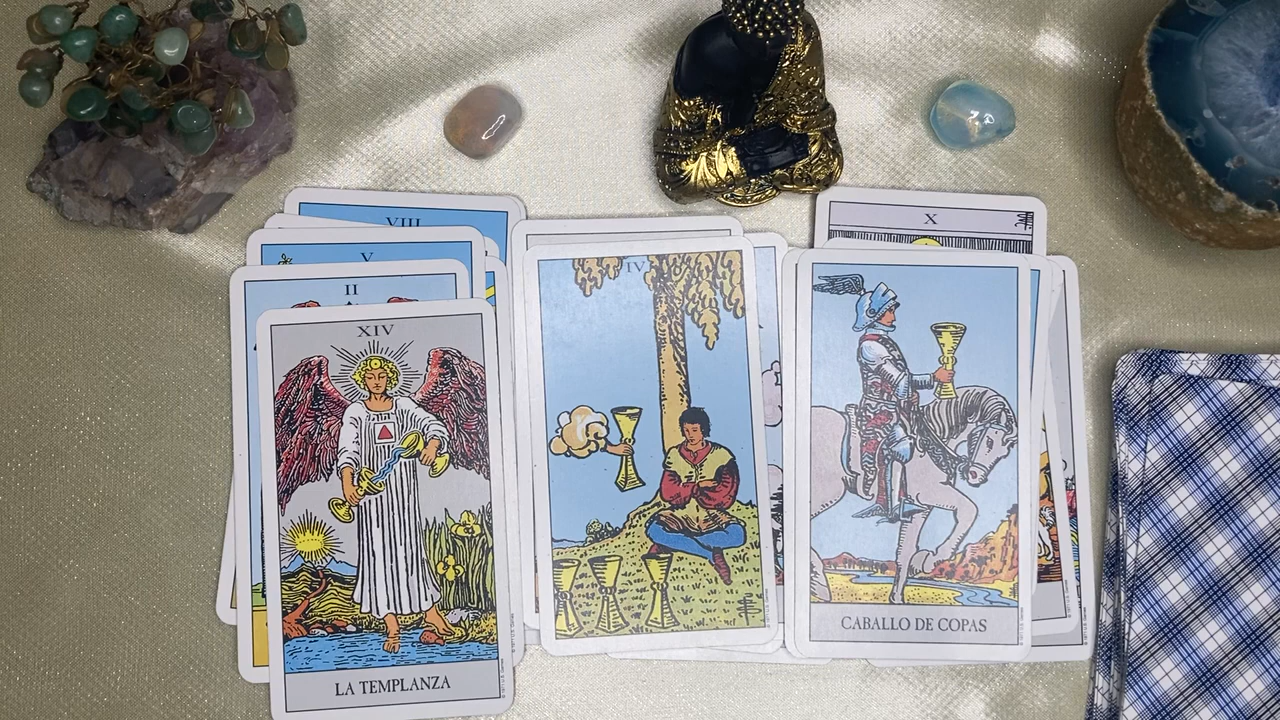 VIII
V
II
XIV
LA TEMPLANZA
IV
X
CABALLO DE COPAS